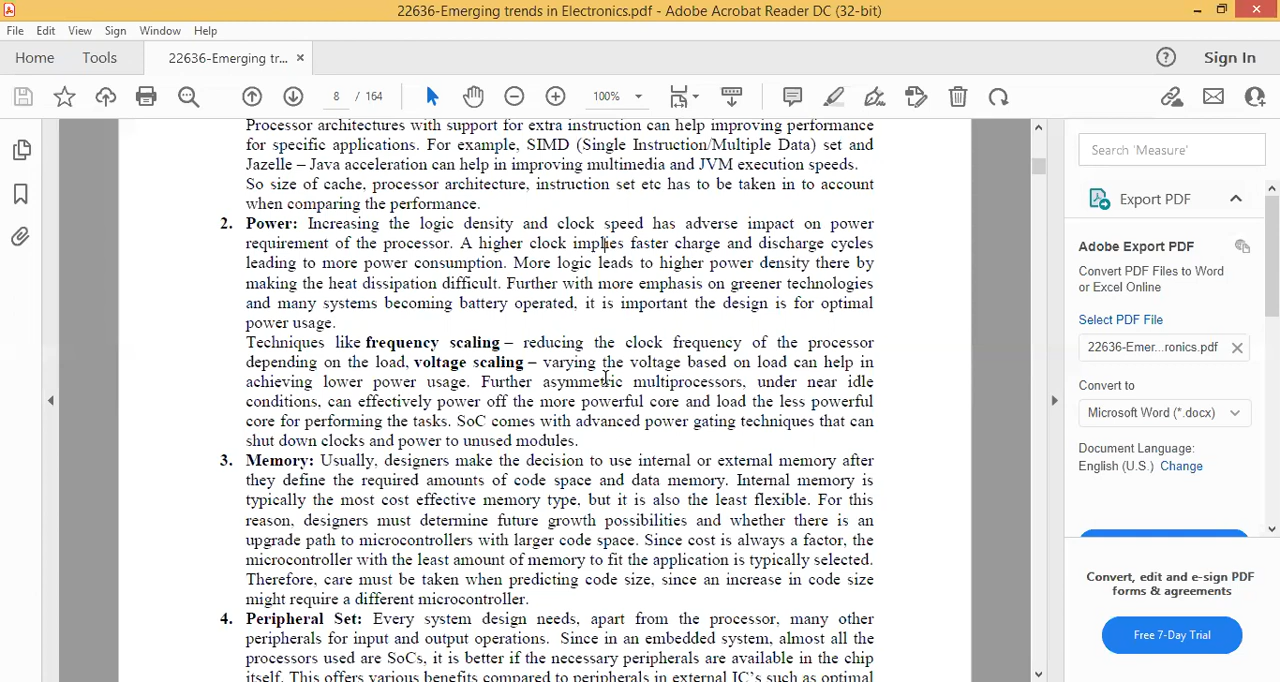 22636-Emerging trends in Electronics.pdf - Adobe Acrobat Reader DC (32-bit)
File Edit View Sign Window Help
Home Tools 22636-Emerging tr... × Sign In
8 / 164 100%
Processor architectures with support for extra instruction can help improving performance
for specific applications. For example, SIMD (Single Instruction/Multiple Data) set and
Jazelle – Java acceleration can help in improving multimedia and JVM execution speeds.
So size of cache, processor architecture, instruction set etc has to be taken in to account
when comparing the performance.
2. Power: Increasing the logic density and clock speed has adverse impact on power
requirement of the processor. A higher clock implies faster charge and discharge cycles
leading to more power consumption. More logic leads to higher power density there by
making the heat dissipation difficult. Further with more emphasis on greener technologies
and many systems becoming battery operated, it is important the design is for optimal
power usage.
Techniques like frequency scaling – reducing the clock frequency of the processor
depending on the load, voltage scaling – varying the voltage based on load can help in
achieving lower power usage. Further asymmetric multiprocessors, under near idle
conditions, can effectively power off the more powerful core and load the less powerful
core for performing the tasks. SoC comes with advanced power gating techniques that can
shut down clocks and power to unused modules.
3. Memory: Usually, designers make the decision to use internal or external memory after
they define the required amounts of code space and data memory. Internal memory is
typically the most cost effective memory type, but it is also the least flexible. For this
reason, designers must determine future growth possibilities and whether there is an
upgrade path to microcontrollers with larger code space. Since cost is always a factor, the
microcontroller with the least amount of memory to fit the application is typically selected.
Therefore, care must be taken when predicting code size, since an increase in code size
might require a different microcontroller.
4. Peripheral Set: Every system design needs, apart from the processor, many other
peripherals for input and output operations. Since in an embedded system, almost all the
processors used are SoCs, it is better if the necessary peripherals are available in the chip
itself. This offers various benefits compared to peripherals in external IC's such as optimal
Search 'Measure'
Export PDF
Adobe Export PDF
Convert PDF Files to Word
or Excel Online
Select PDF File
22636-Emer...ronics.pdf
Convert to
Microsoft Word (*.docx)
Document Language:
English (U.S.) Change
Convert, edit and e-sign PDF
forms & agreements
Free 7-Day Trial